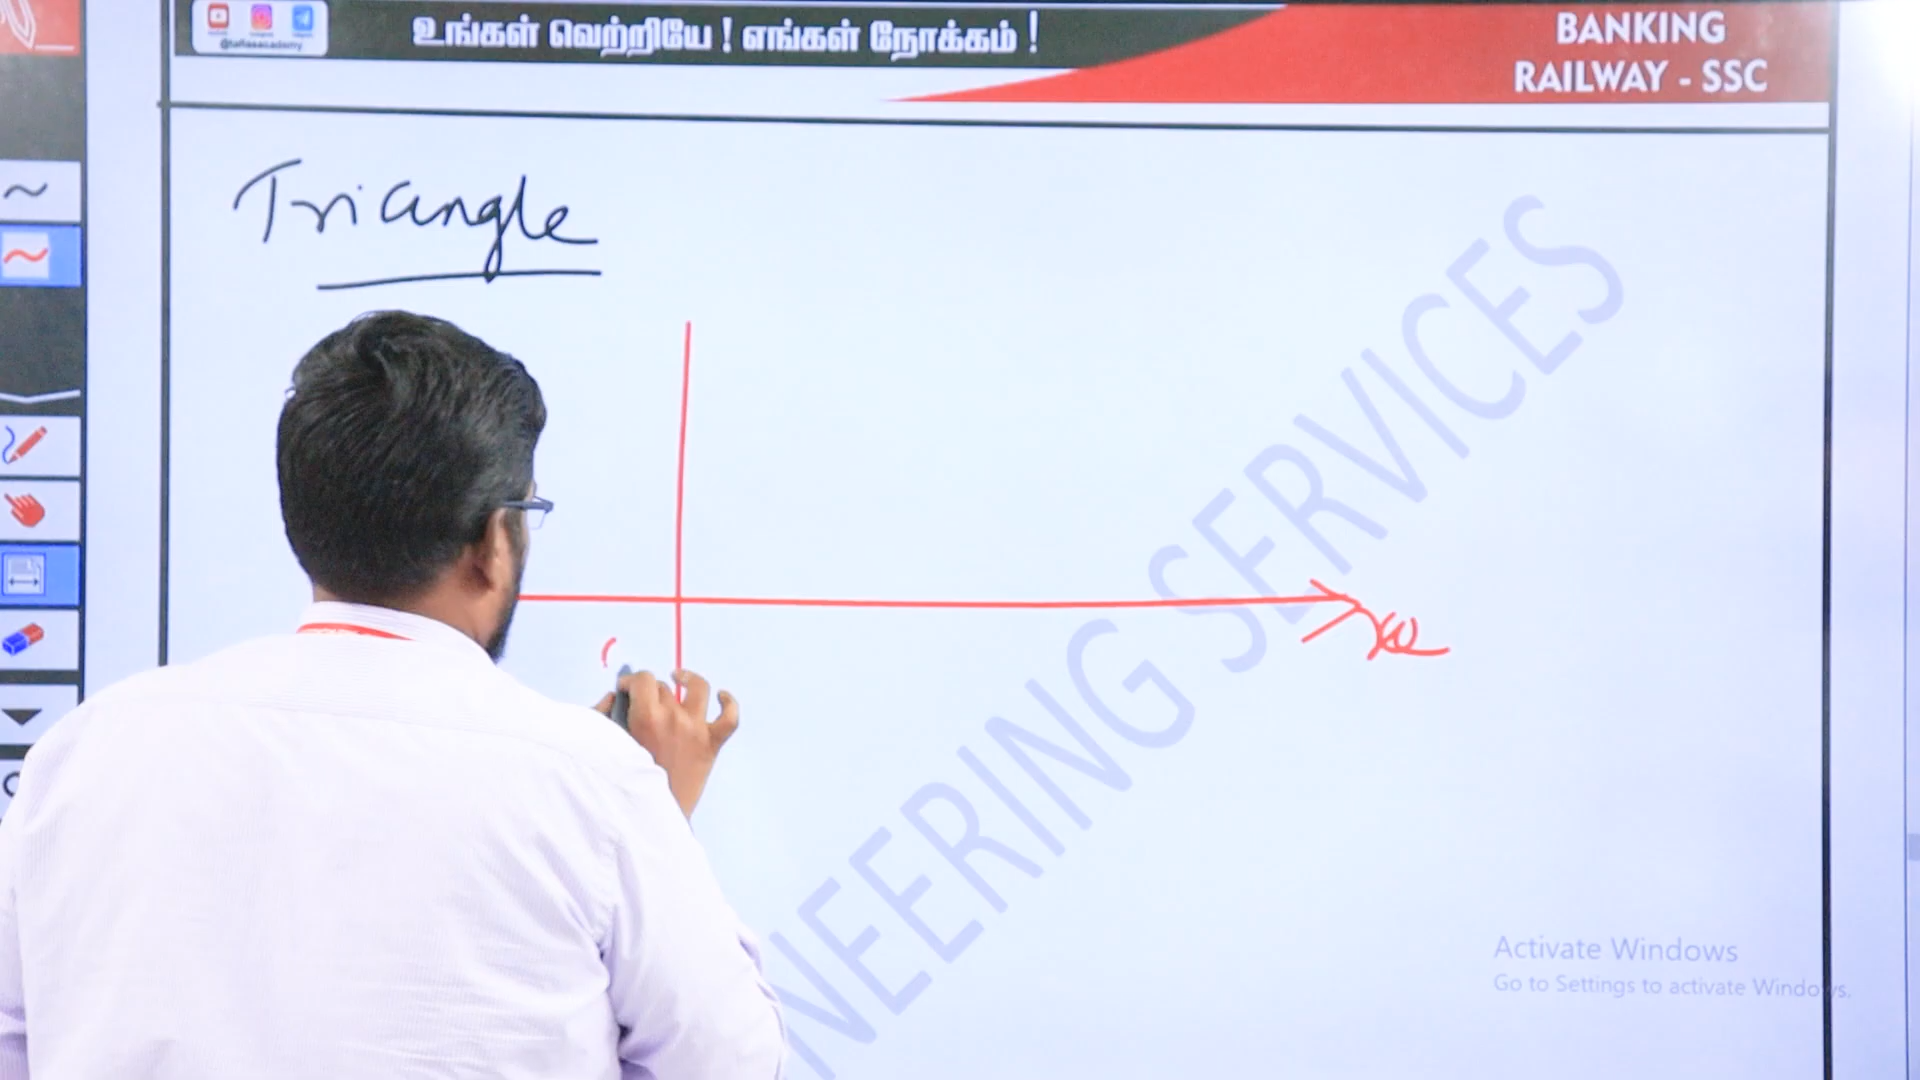 @tafiaacademy
உங்கள் வெற்றியே ! எங்கள் நோக்கம் !
BANKING
RAILWAY - SSC
Triangle
x
NEERING SERVICES
Activate Windows
Go to Settings to activate Windows.